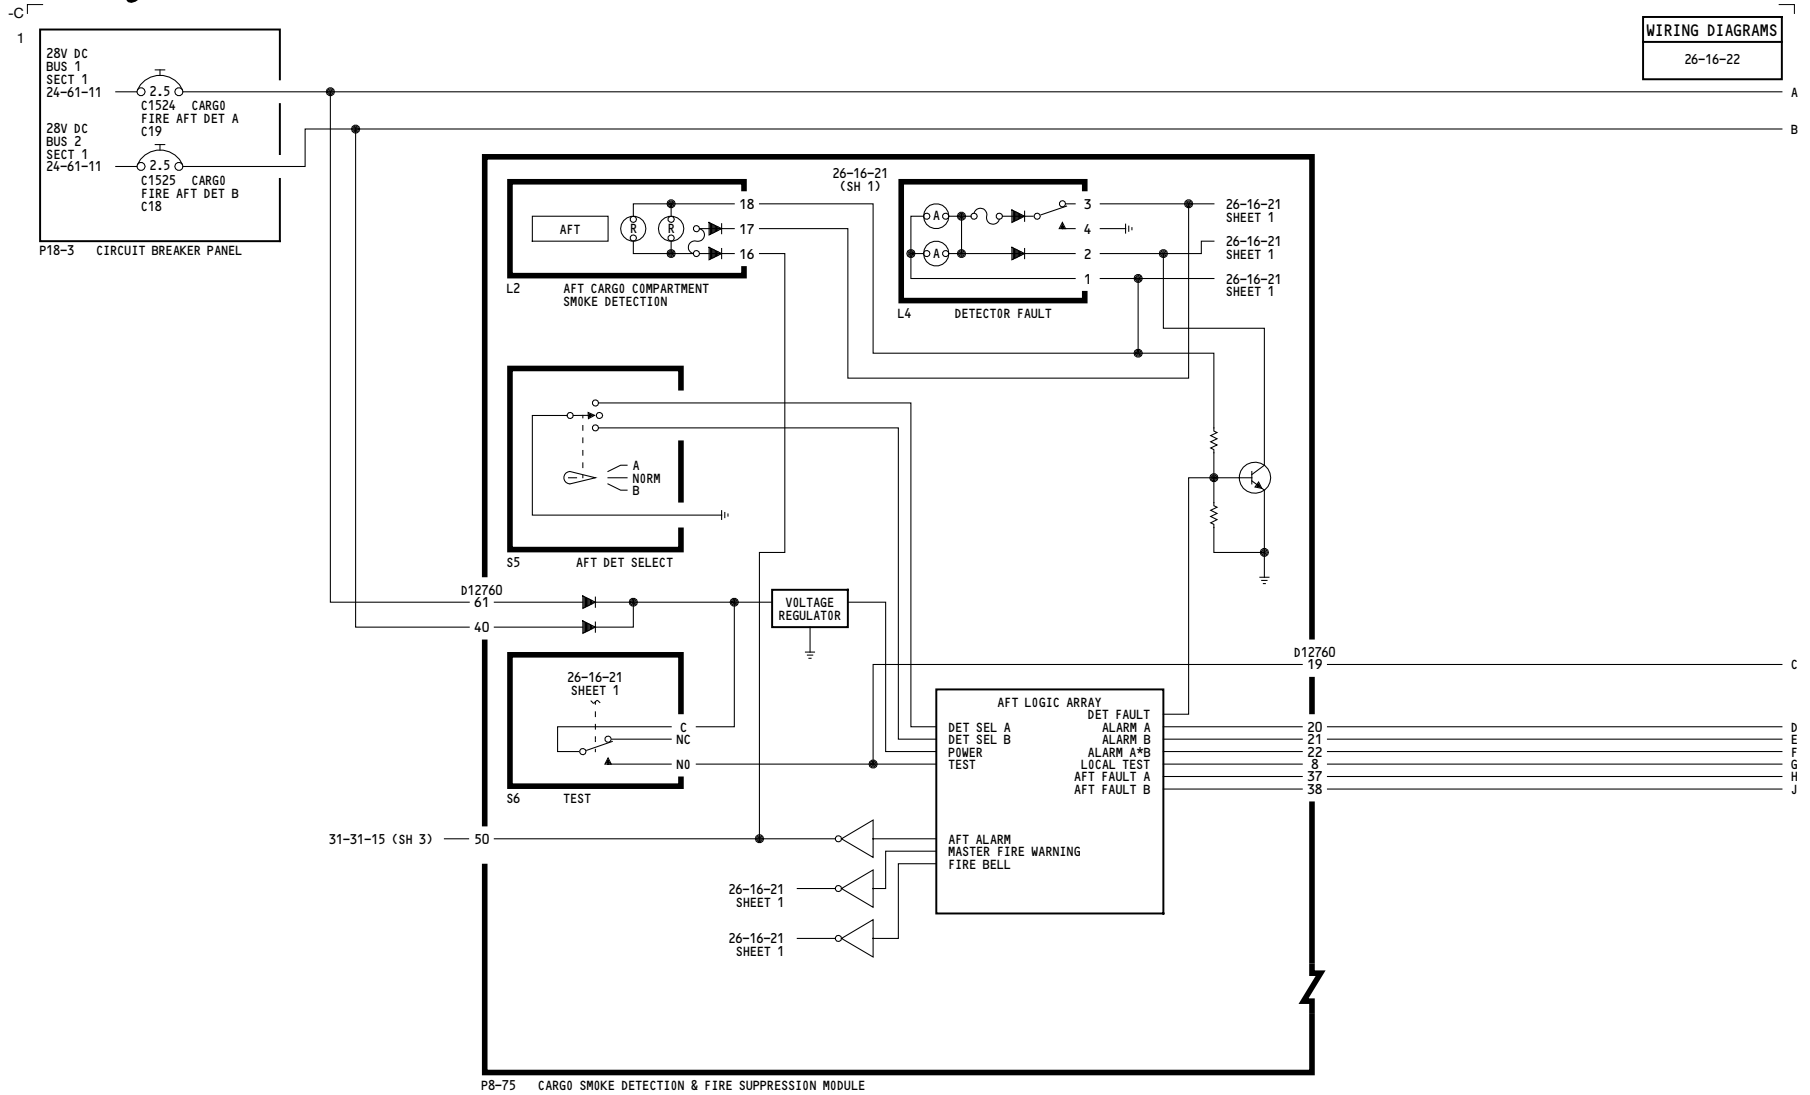 -C
1
WIRING DIAGRAMS
26-16-22
28V DC
BUS 1
SECT 1
24-61-11
2.5
C1524 CARGO
FIRE AFT DET A
C19
28V DC
BUS 2
SECT 1
24-61-11
2.5
C1525 CARGO
FIRE AFT DET B
C18
P18-3 CIRCUIT BREAKER PANEL
A
B
AFT
R
R
18
17
16
L2 AFT CARGO COMPARTMENT
SMOKE DETECTION
26-16-21
(SH 1)
A
A
3
4
2
1
26-16-21
SHEET 1
26-16-21
SHEET 1
26-16-21
SHEET 1
L4 DETECTOR FAULT
A
NORM
B
S5 AFT DET SELECT
D12760
61
40
VOLTAGE
REGULATOR
26-16-21
SHEET 1
C
NC
NO
S6 TEST
31-31-15 (SH 3)
50
AFT LOGIC ARRAY
DET SEL A
DET SEL B
POWER
TEST
DET FAULT
ALARM A
ALARM B
ALARM A*B
LOCAL TEST
AFT FAULT A
AFT FAULT B
AFT ALARM
MASTER FIRE WARNING
FIRE BELL
26-16-21
SHEET 1
26-16-21
SHEET 1
D12760
19
20
21
22
8
37
38
C
D
E
F
G
H
J
P8-75 CARGO SMOKE DETECTION & FIRE SUPPRESSION MODULE